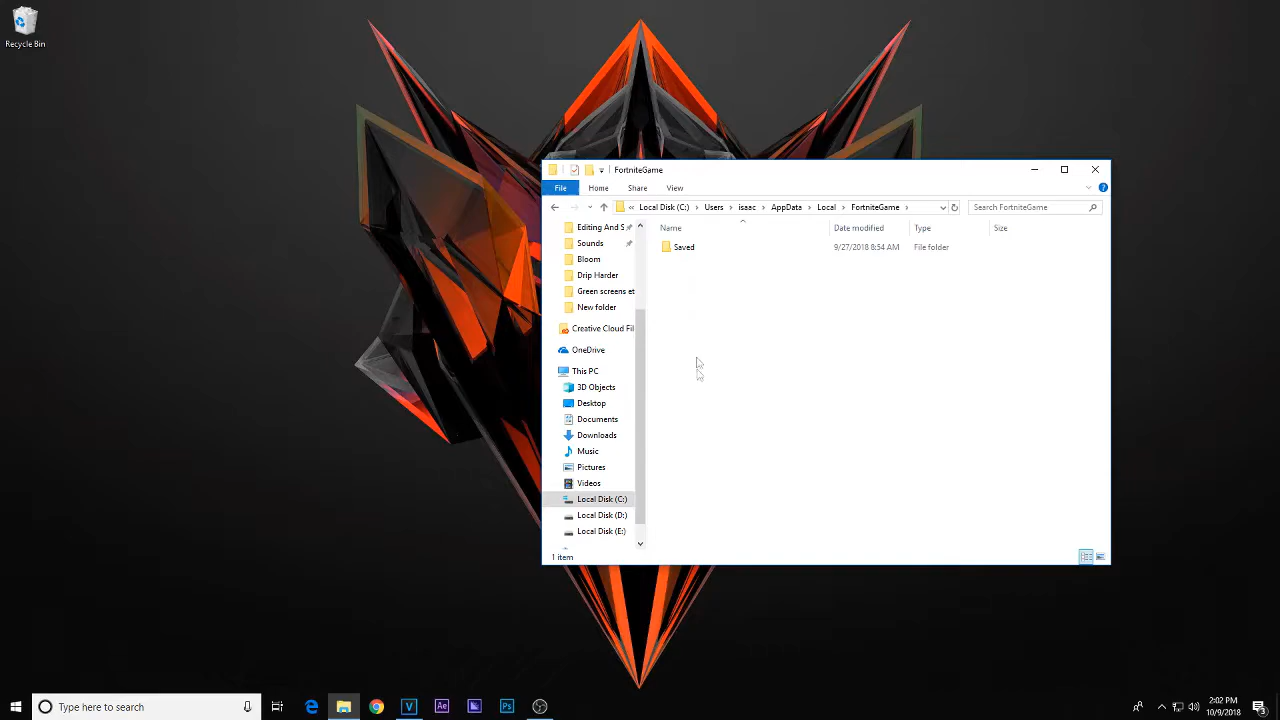 Recycle Bin
FortniteGame
File Home Share View
« Local Disk (C:) › Users › isaac › AppData › Local › FortniteGame ›
Search FortniteGame
Name Date modified Type Size
Saved 9/27/2018 8:54 AM File folder
Editing And S
Sounds
Bloom
Drip Harder
Green screens et
New folder
Creative Cloud Fil
OneDrive
This PC
3D Objects
Desktop
Documents
Downloads
Music
Pictures
Videos
Local Disk (C:)
Local Disk (D:)
Local Disk (E:)
1 item
Type here to search
V
Ae
Ps
2:02 PM
10/9/2018